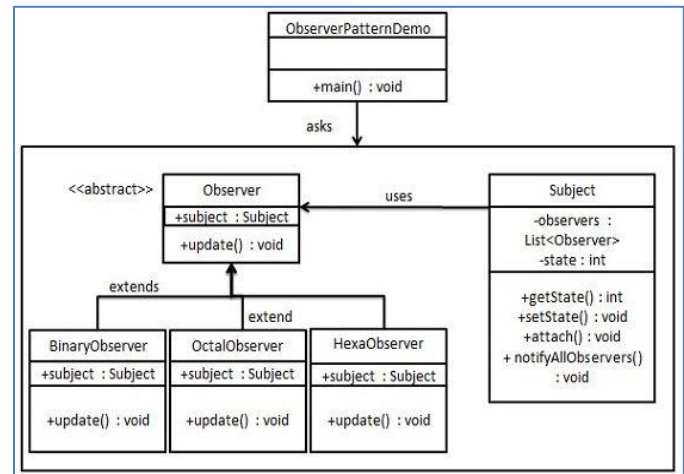 ObserverPatternDemo
+main() : void
asks
<<abstract>>
Observer
+subject : Subject
+update() : void
uses
Subject
-observers :
List<Observer>
-state : int
+getState() : int
+setState() : void
+attach() : void
+ notifyAllObservers()
: void
extends
extend
BinaryObserver
+subject : Subject
+update() : void
OctalObserver
+subject : Subject
+update() : void
HexaObserver
+subject : Subject
+update() : void